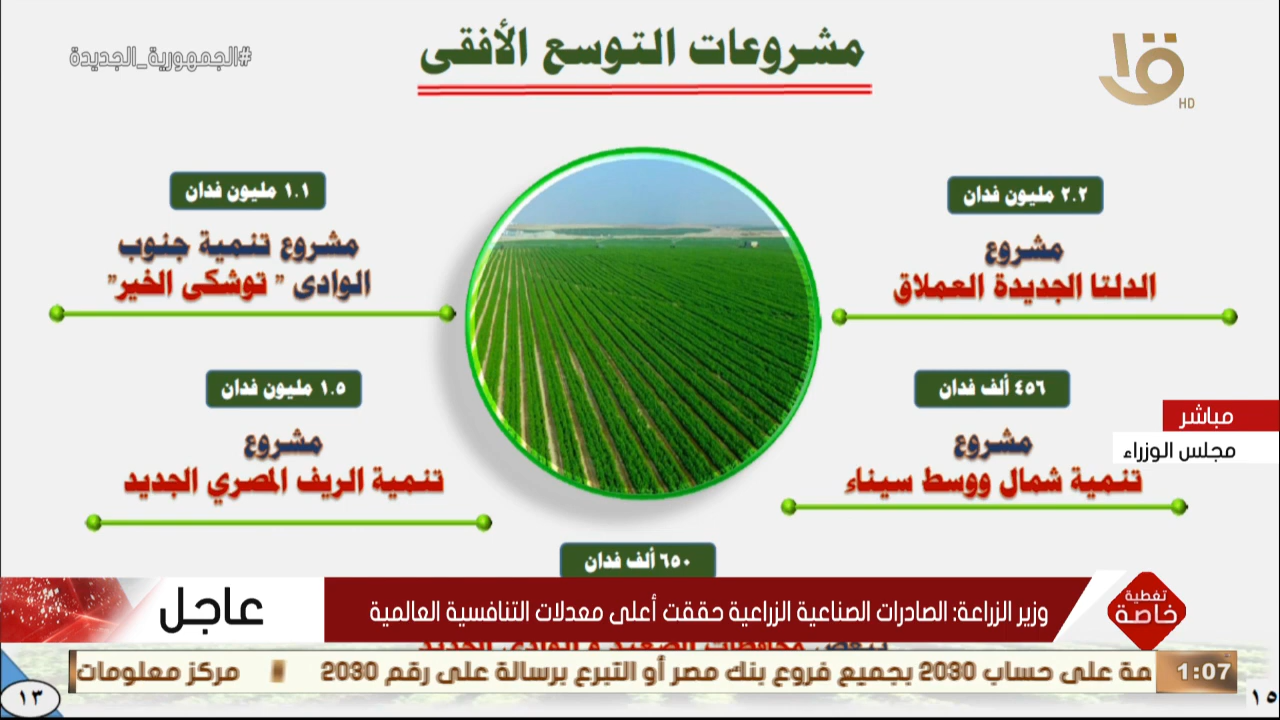 #الجمهورية_الجديدة
مشروعات التوسع الأفقى
HD
٢.٢ مليون فدان
مشروع
الدلتا الجديدة العملاق
١.١ مليون فدان
مشروع تنمية جنوب
الوادى " توشكى الخير"
٤٥٦ ألف فدان
مشروع
تنمية شمال ووسط سيناء
١.٥ مليون فدان
مشروع
تنمية الريف المصري الجديد
مباشر
مجلس الوزراء
٦٥٠ ألف فدان
تغطية
خاصة
وزير الزراعة: الصادرات الصناعية الزراعية حققت أعلى معدلات التنافسية العالمية
عاجل
1:07
مة على حساب 2030 بجميع فروع بنك مصر أو التبرع برسالة على رقم 2030
مركز معلومات
١٣
١٥